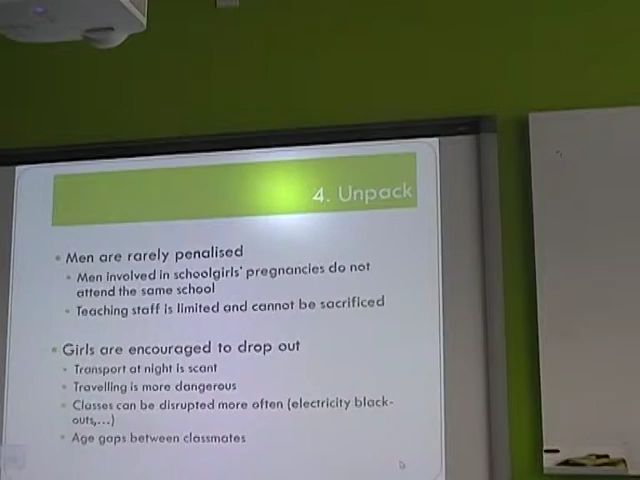 4. Unpack
• Men are rarely penalised
• Men involved in schoolgirls' pregnancies do not
attend the same school
• Teaching staff is limited and cannot be sacrificed
• Girls are encouraged to drop out
• Transport at night is scant
• Travelling is more dangerous
• Classes can be disrupted more often (electricity black-
outs,...)
• Age gaps between classmates